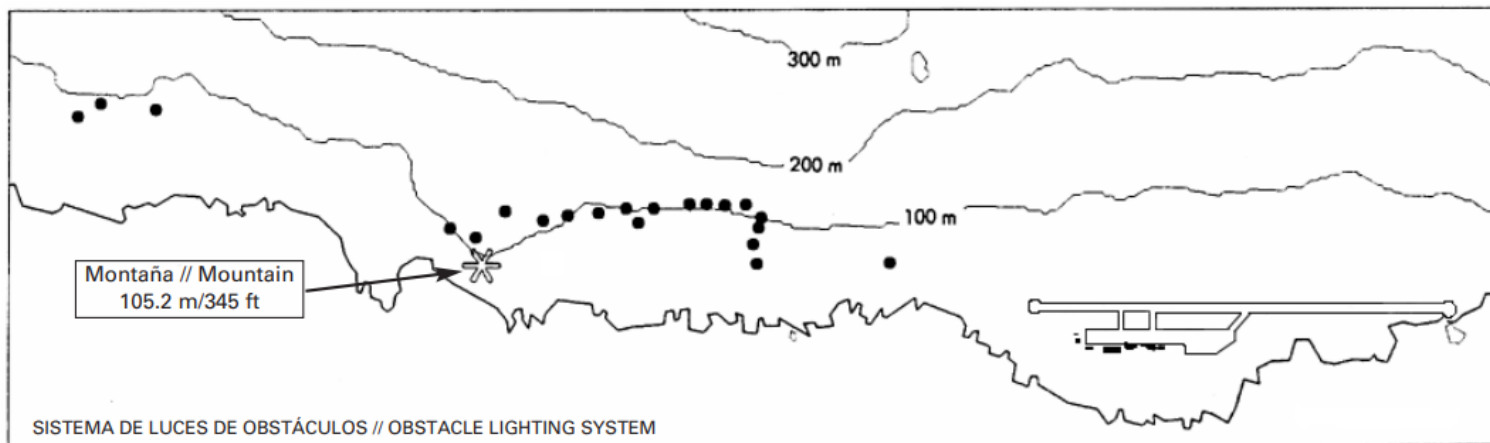 300 m
200 m
100 m
Montaña // Mountain
105.2 m/345 ft
SISTEMA DE LUCES DE OBSTÁCULOS // OBSTACLE LIGHTING SYSTEM